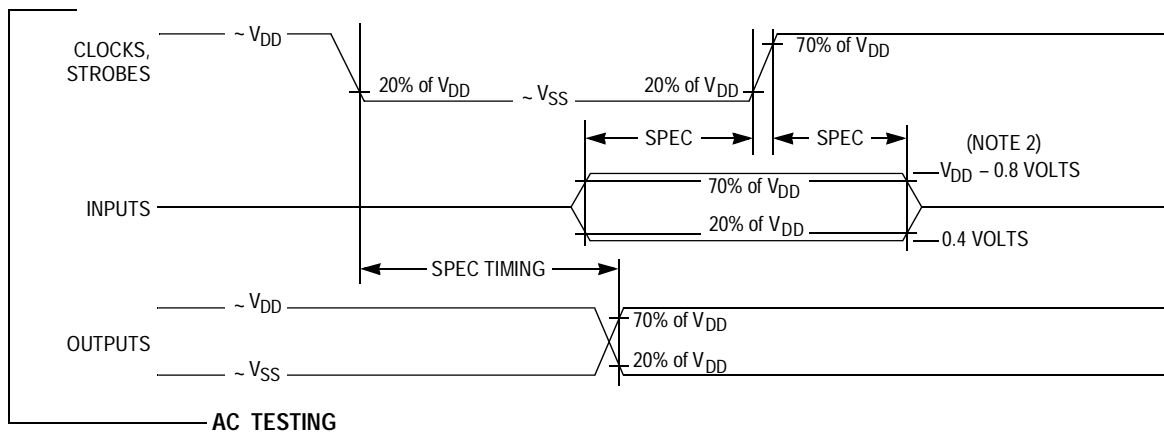 CLOCKS,
STROBES
~ VDD
20% of VDD
~ VSS
20% of VDD
70% of VDD
SPEC
SPEC
(NOTE 2)
VDD – 0.8 VOLTS
INPUTS
70% of VDD
20% of VDD
0.4 VOLTS
SPEC TIMING
OUTPUTS
~ VDD
70% of VDD
20% of VDD
~ VSS
AC TESTING